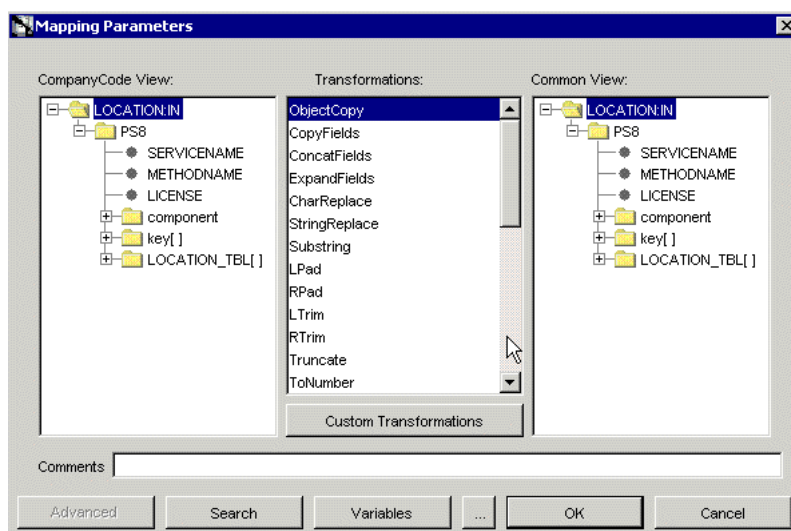 Mapping Parameters
CompanyCode View:
LOCATION:IN
PS8
SERVICENAME
METHODNAME
LICENSE
component
key[ ]
LOCATION_TBL[ ]
Transformations:
ObjectCopy
CopyFields
ConcatFields
ExpandFields
CharReplace
StringReplace
Substring
LPad
RPad
LTrim
RTrim
Truncate
ToNumber
Custom Transformations
Common View:
LOCATION:IN
PS8
SERVICENAME
METHODNAME
LICENSE
component
key[ ]
LOCATION_TBL[ ]
Comments
Advanced
Search
Variables
...
OK
Cancel